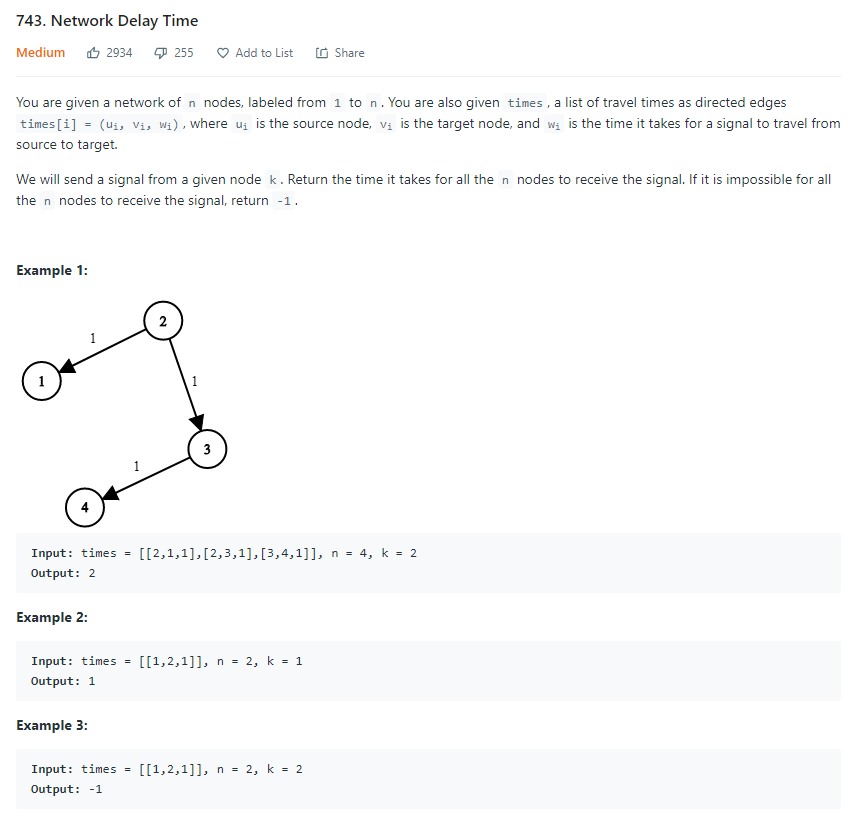 743. Network Delay Time
Medium 2934 255 Add to List Share
You are given a network of n nodes, labeled from 1 to n. You are also given times, a list of travel times as directed edges
times[i] = (uᵢ, vᵢ, wᵢ), where uᵢ is the source node, vᵢ is the target node, and wᵢ is the time it takes for a signal to travel from
source to target.
We will send a signal from a given node k. Return the time it takes for all the n nodes to receive the signal. If it is impossible for all
the n nodes to receive the signal, return -1.
Example 1:
2
1
1
1
3
1
4
Input: times = [[2,1,1],[2,3,1],[3,4,1]], n = 4, k = 2
Output: 2
Example 2:
Input: times = [[1,2,1]], n = 2, k = 1
Output: 1
Example 3:
Input: times = [[1,2,1]], n = 2, k = 2
Output: -1